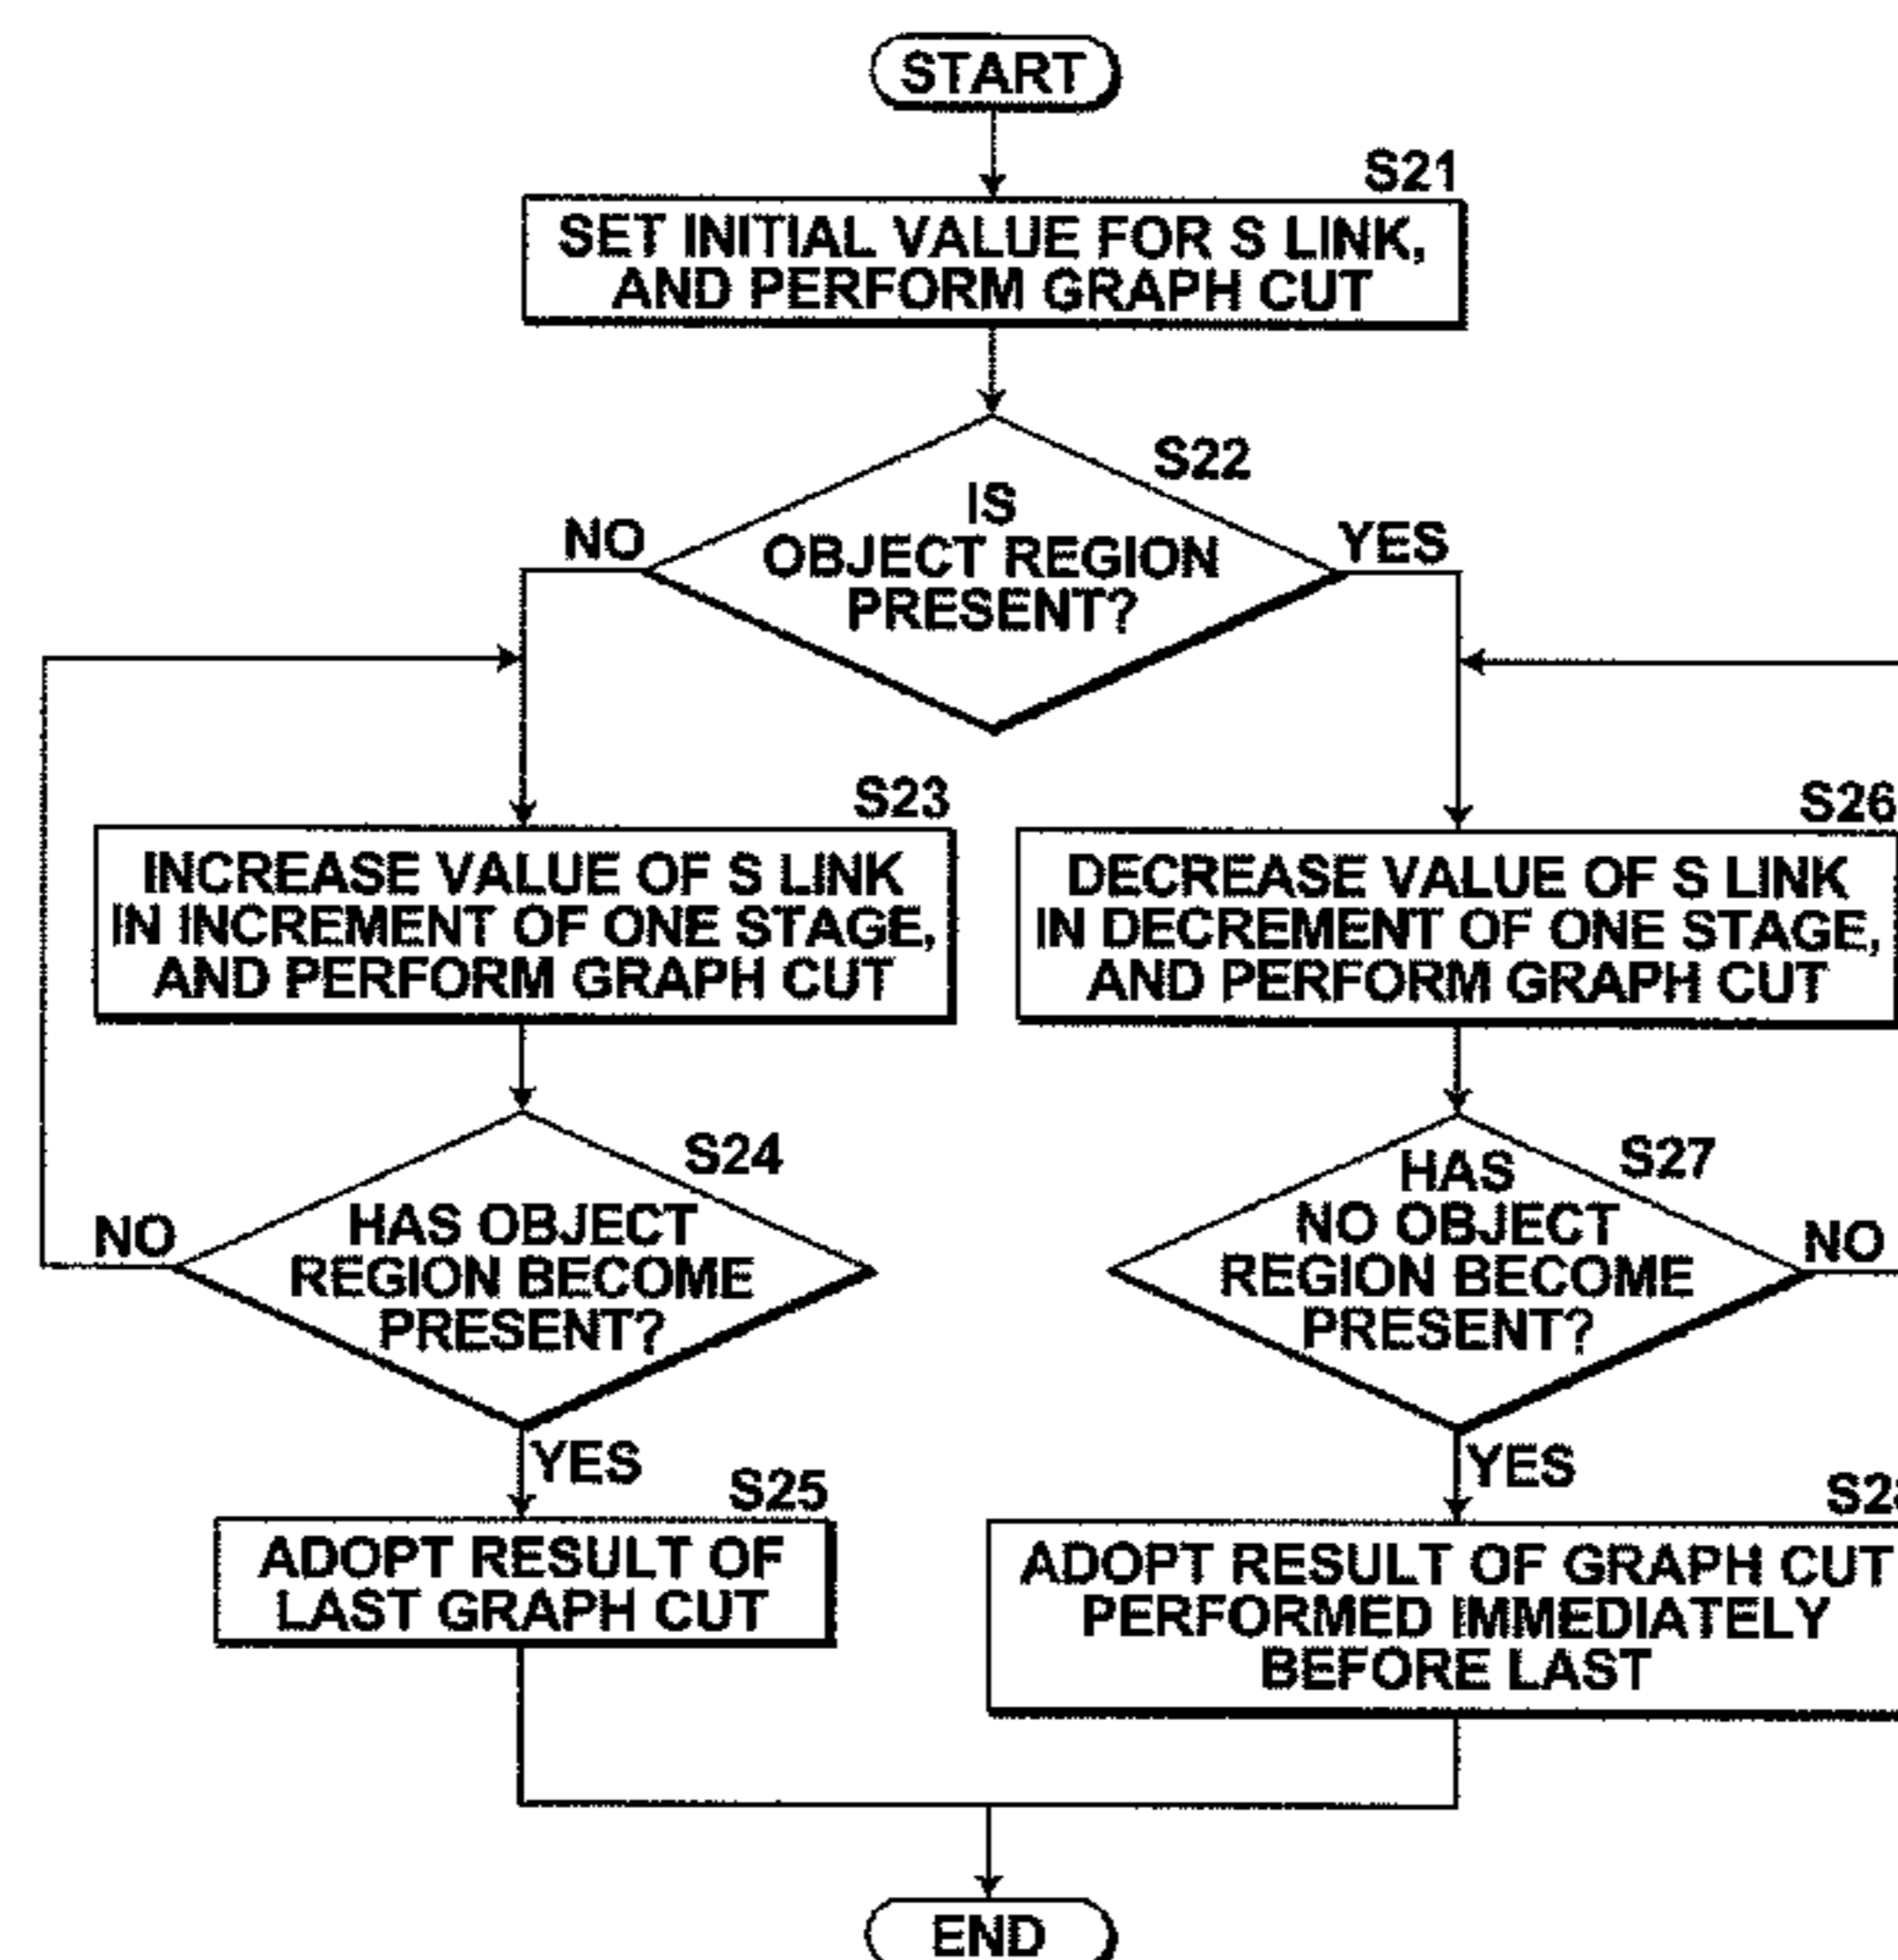 START
S21
SET INITIAL VALUE FOR S LINK,
AND PERFORM GRAPH CUT
S22
IS
OBJECT REGION
PRESENT?
NO
YES
S23
INCREASE VALUE OF S LINK
IN INCREMENT OF ONE STAGE,
AND PERFORM GRAPH CUT
S26
DECREASE VALUE OF S LINK
IN DECREMENT OF ONE STAGE,
AND PERFORM GRAPH CUT
S24
HAS OBJECT
REGION BECOME
PRESENT?
NO
YES
S27
HAS
NO OBJECT
REGION BECOME
PRESENT?
NO
YES
S25
ADOPT RESULT OF
LAST GRAPH CUT
ADOPT RESULT OF GRAPH CUT
PERFORMED IMMEDIATELY
BEFORE LAST
END